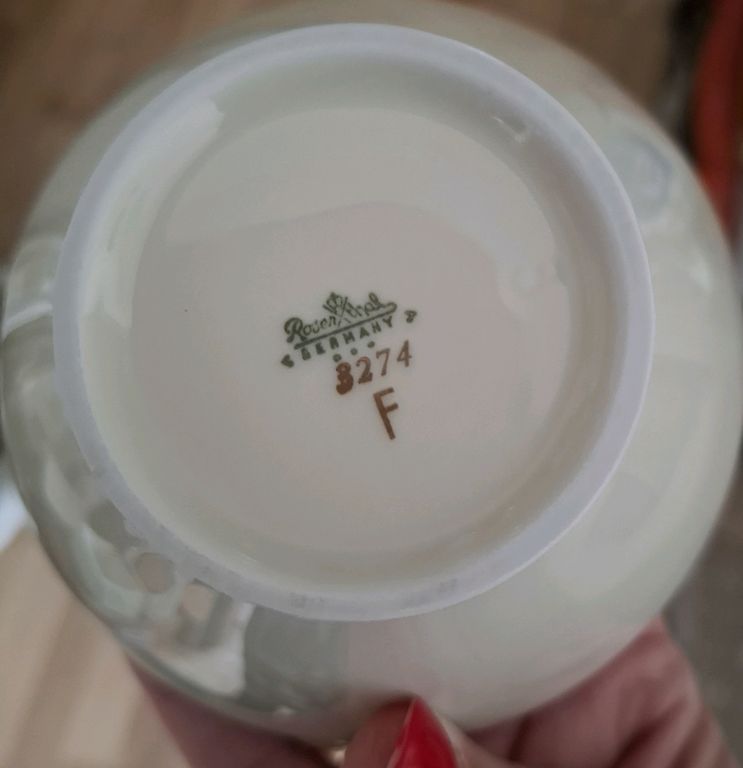 Rosenthal
GERMANY
3274
F